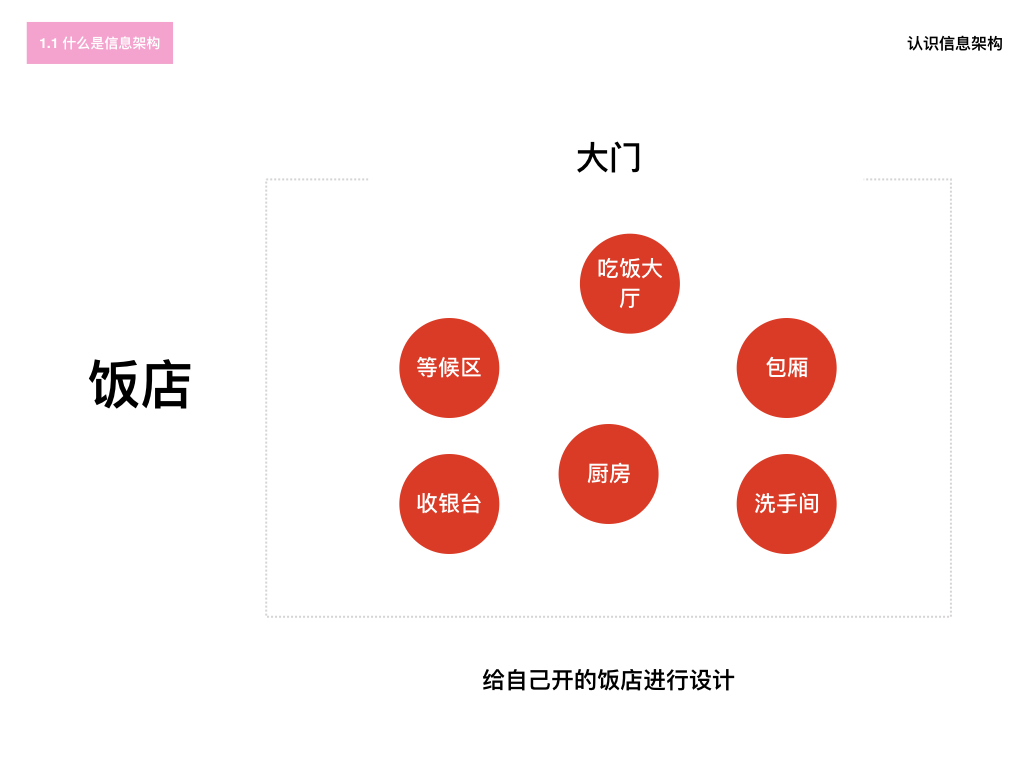 1.1 什么是信息架构
认识信息架构
大门
吃饭大
厅
等候区
包厢
饭店
厨房
收银台
洗手间
给自己开的饭店进行设计